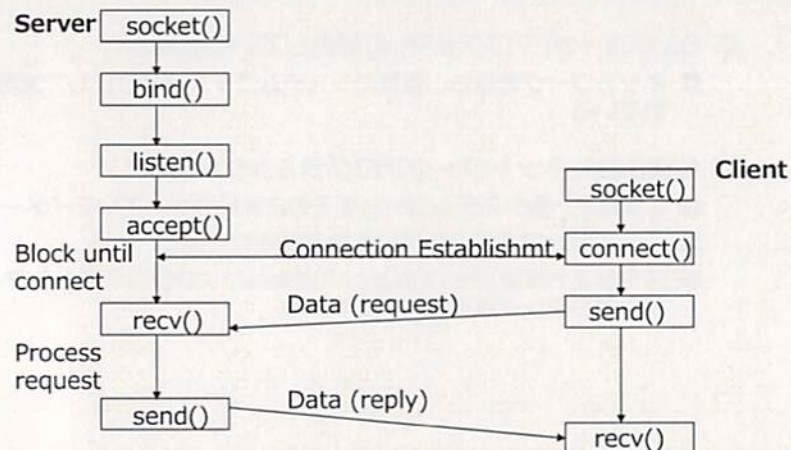 Server
socket()
bind()
listen()
accept()
Block until
connect
recv()
Process
request
send()
Connection Establishmt.
Data (request)
Data (reply)
Client
socket()
connect()
send()
recv()